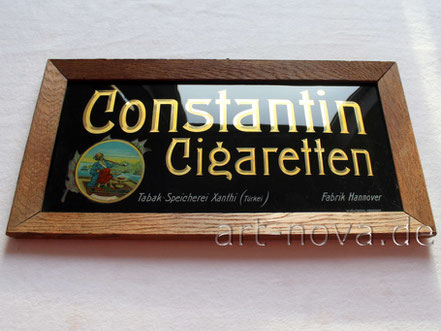 Constantin
Cigaretten
Tabak-Speicherei Xanthi (Türkei) Fabrik Hannover
art-nova.de